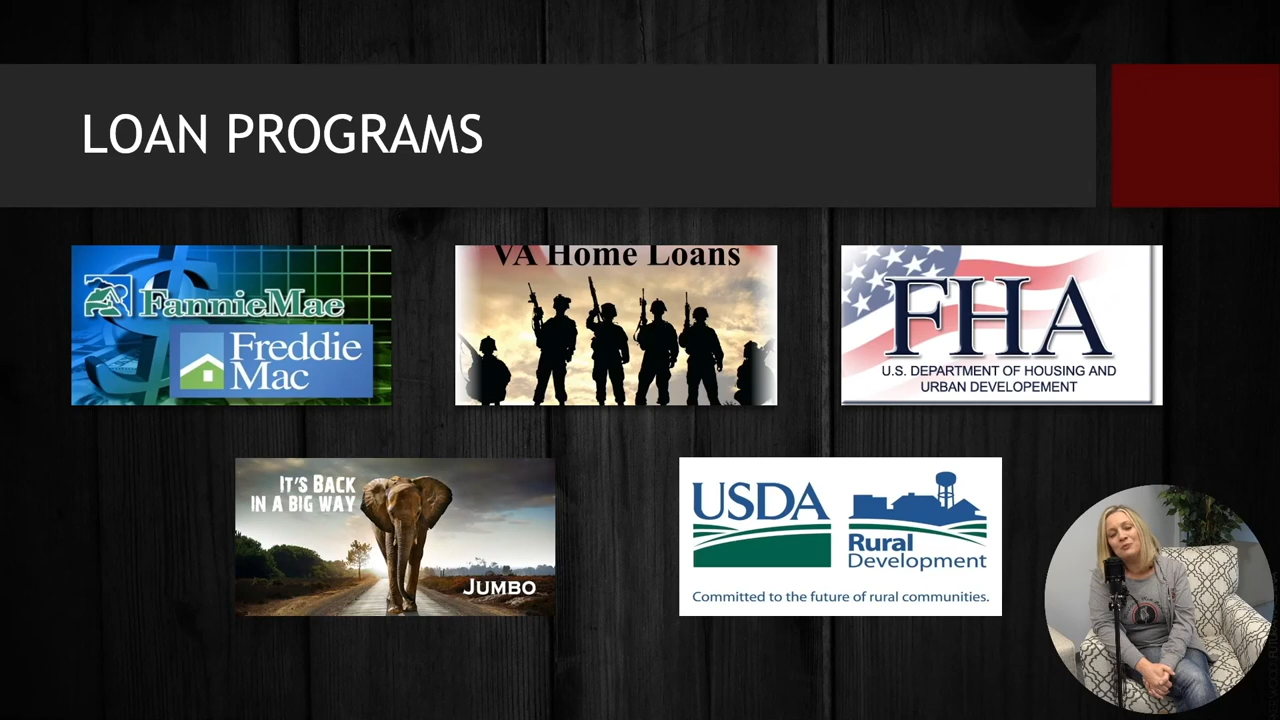 LOAN PROGRAMS
FannieMae
Freddie
Mac
VA Home Loans
FHA
U.S. DEPARTMENT OF HOUSING AND
URBAN DEVELOPEMENT
IT'S BACK
IN A BIG WAY
JUMBO
USDA
Rural
Development
Committed to the future of rural communities.